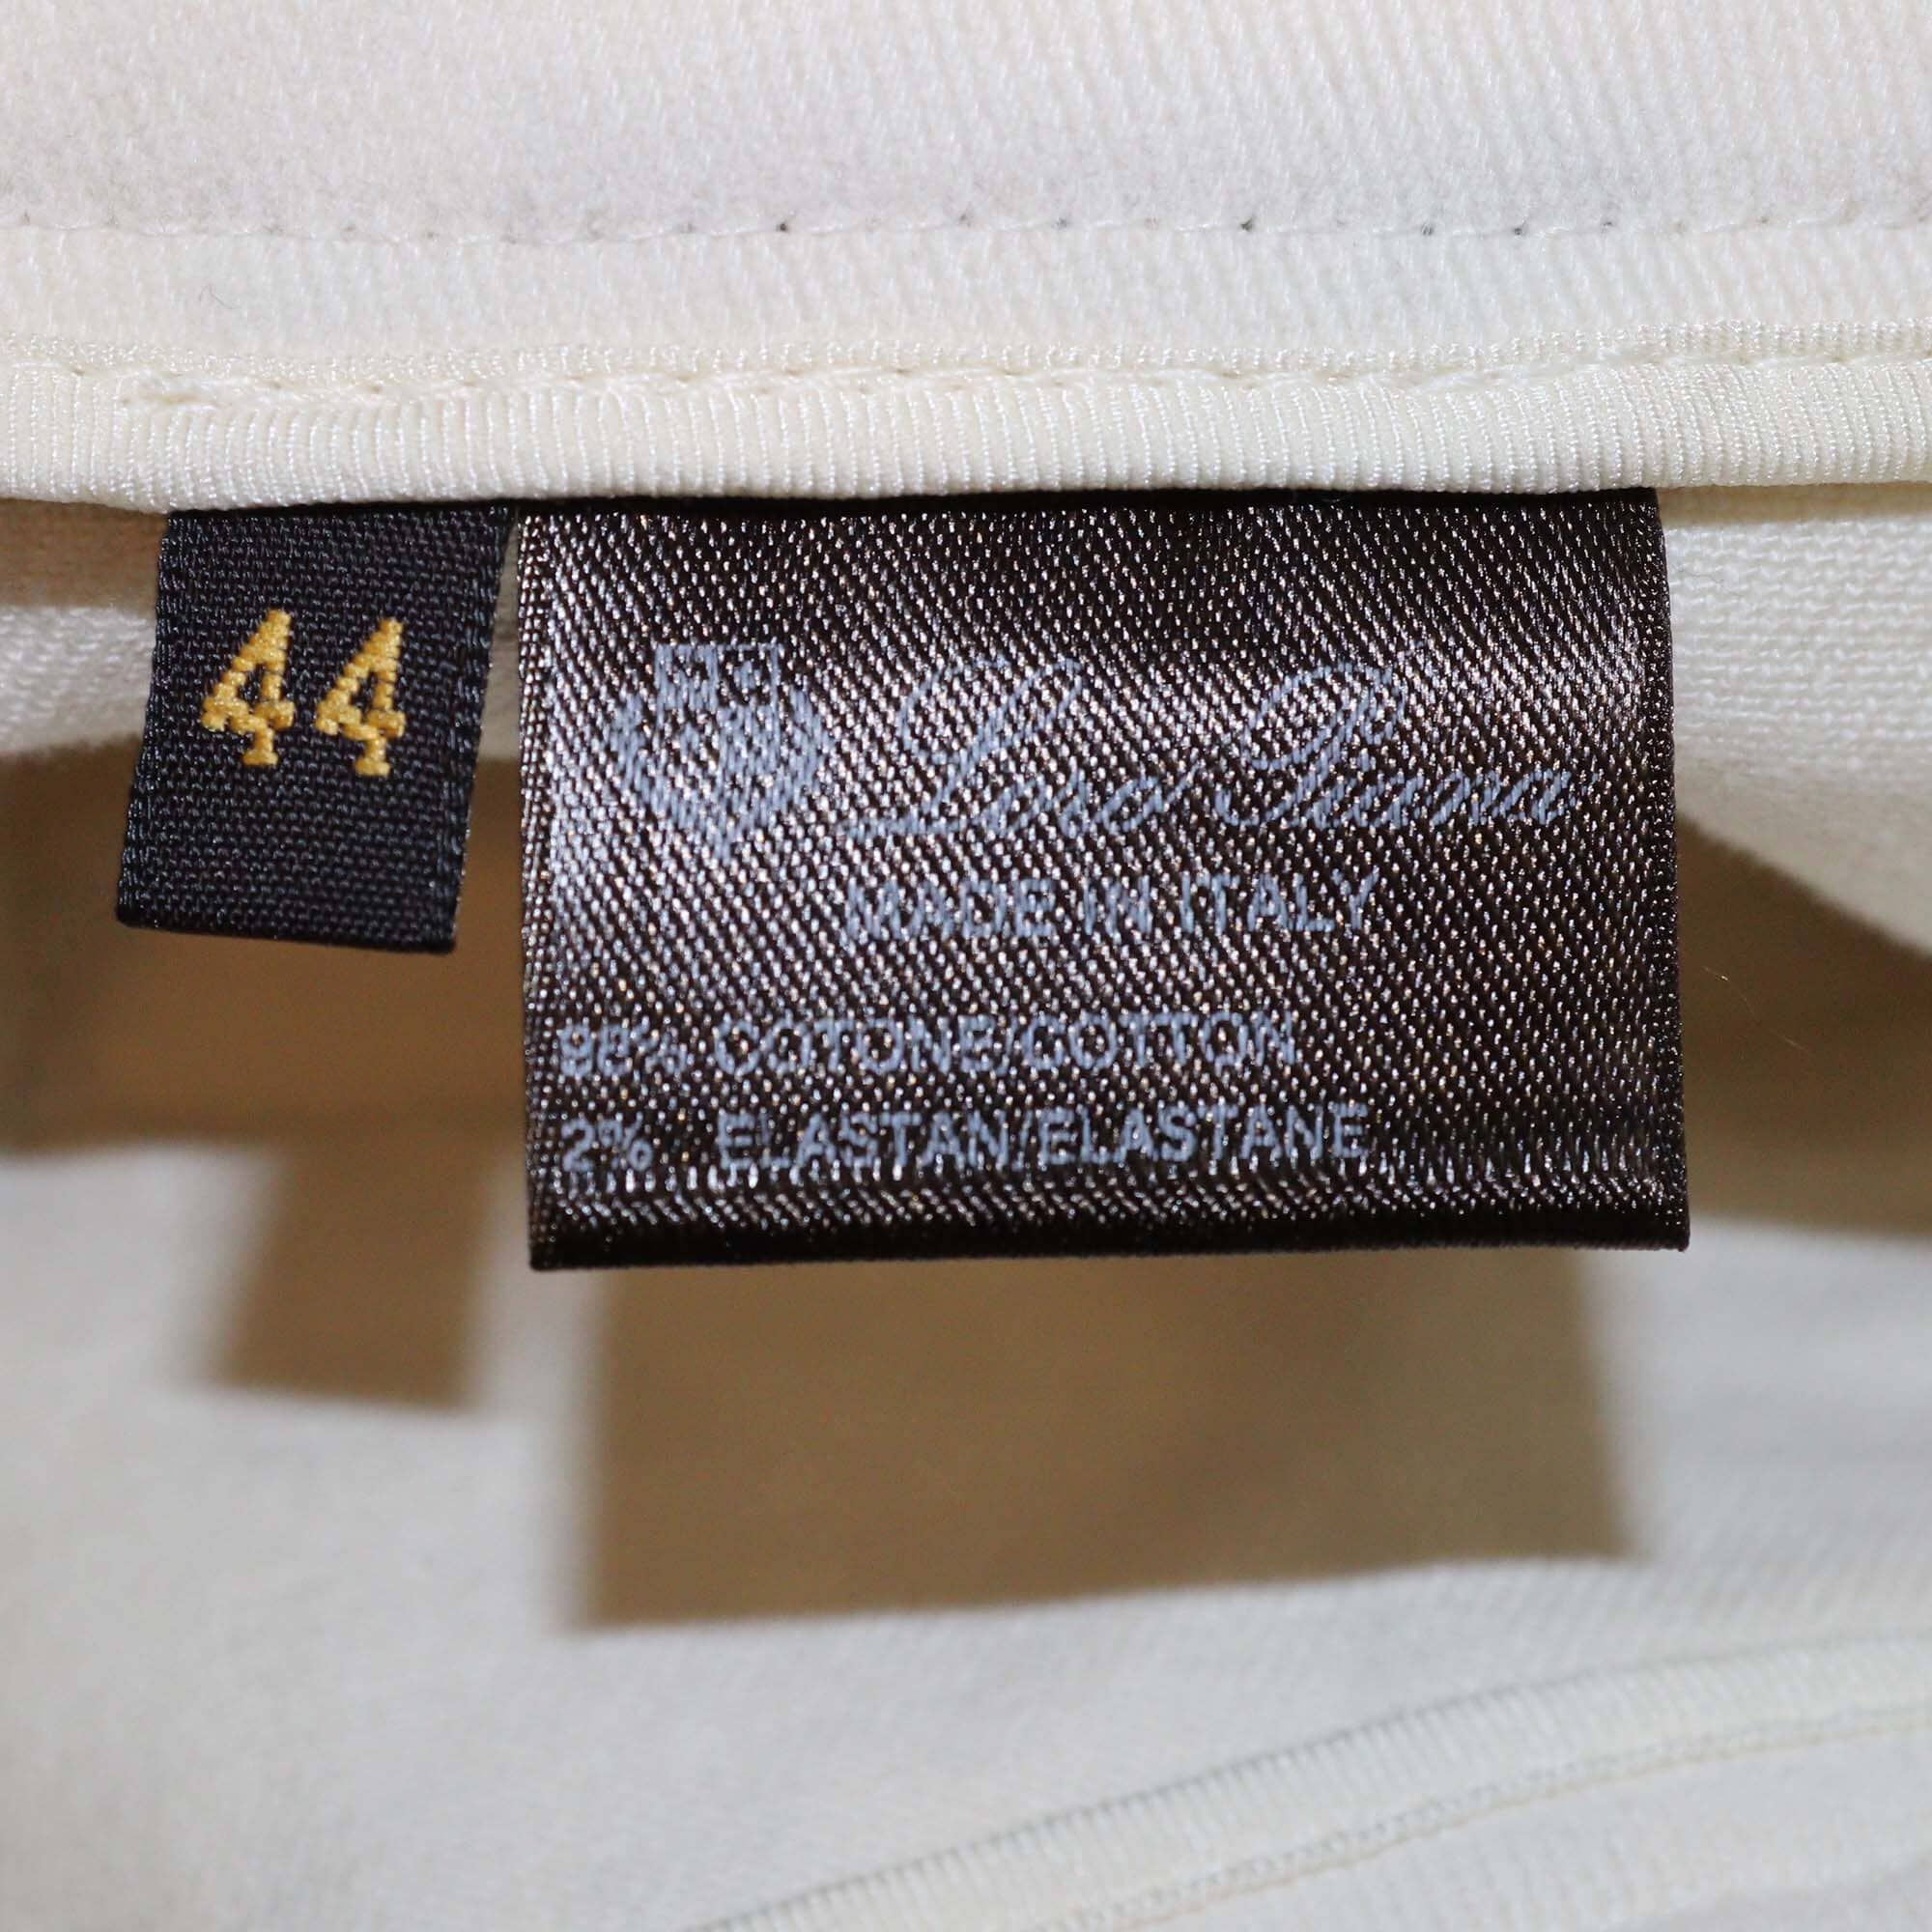 44
Loro Piana
MADE IN ITALY
98% COTONE/COTTON
2% ELASTAN/ELASTANE